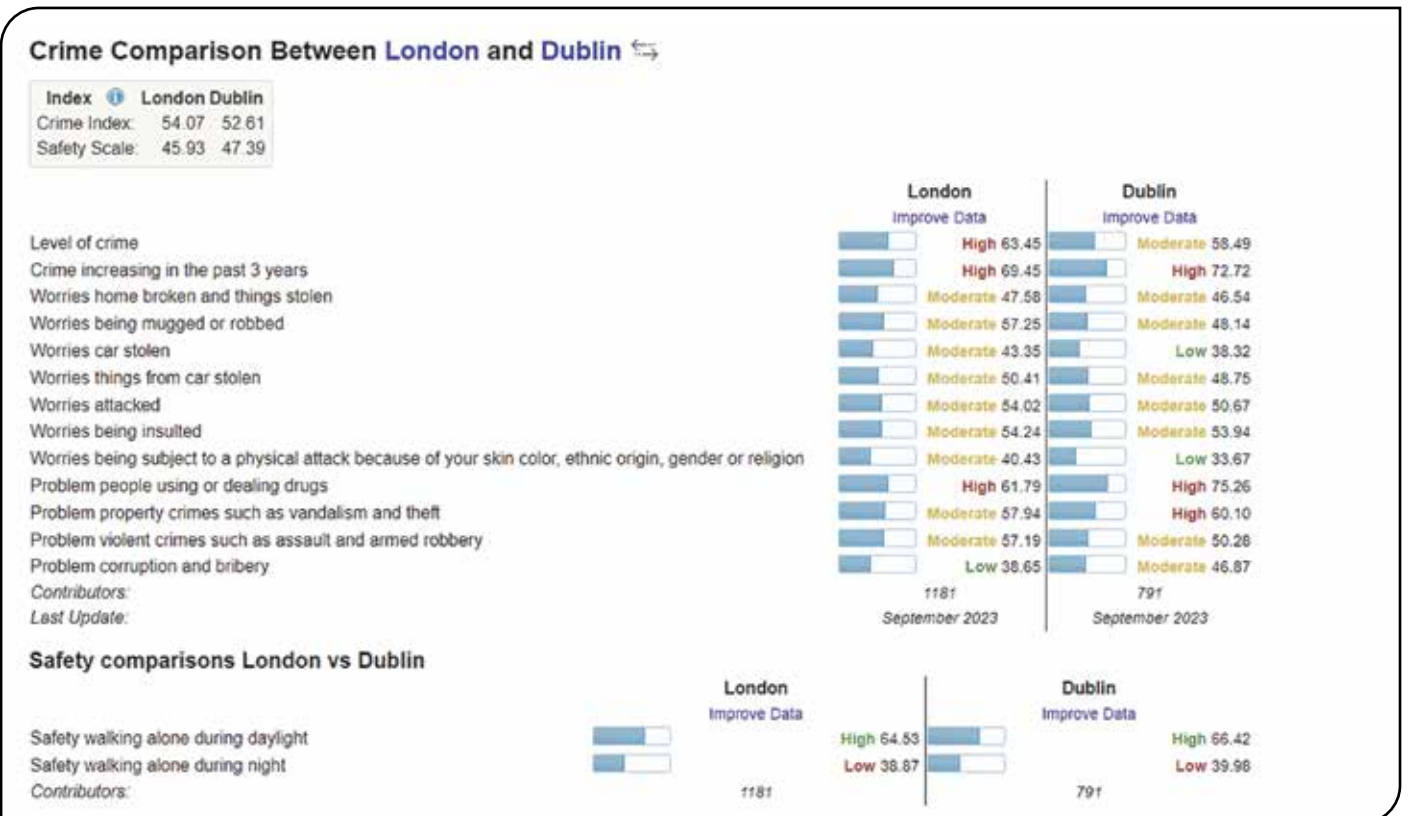 Crime Comparison Between London and Dublin
Index London Dublin
Crime Index: 54.07 52.61
Safety Scale: 45.93 47.39
London Dublin
Improve Data Improve Data
Level of crime High 63.45 Moderate 58.49
Crime increasing in the past 3 years High 69.45 High 72.72
Worries home broken and things stolen Moderate 47.58 Moderate 46.54
Worries being mugged or robbed Moderate 57.25 Moderate 48.14
Worries car stolen Moderate 43.35 Low 38.32
Worries things from car stolen Moderate 50.41 Moderate 48.75
Worries attacked Moderate 54.02 Moderate 50.67
Worries being insulted Moderate 54.24 Moderate 53.94
Worries being subject to a physical attack because of your skin color, ethnic origin, gender or religion Moderate 40.43 Low 33.67
Problem people using or dealing drugs High 61.79 High 75.26
Problem property crimes such as vandalism and theft Moderate 57.94 High 60.10
Problem violent crimes such as assault and armed robbery Moderate 57.19 Moderate 50.28
Problem corruption and bribery Low 38.65 Moderate 46.87
Contributors: 1181 791
Last Update: September 2023 September 2023
Safety comparisons London vs Dublin
London Dublin
Improve Data Improve Data
Safety walking alone during daylight High 64.53 High 66.42
Safety walking alone during night Low 38.87 Low 39.98
Contributors: 1181 791